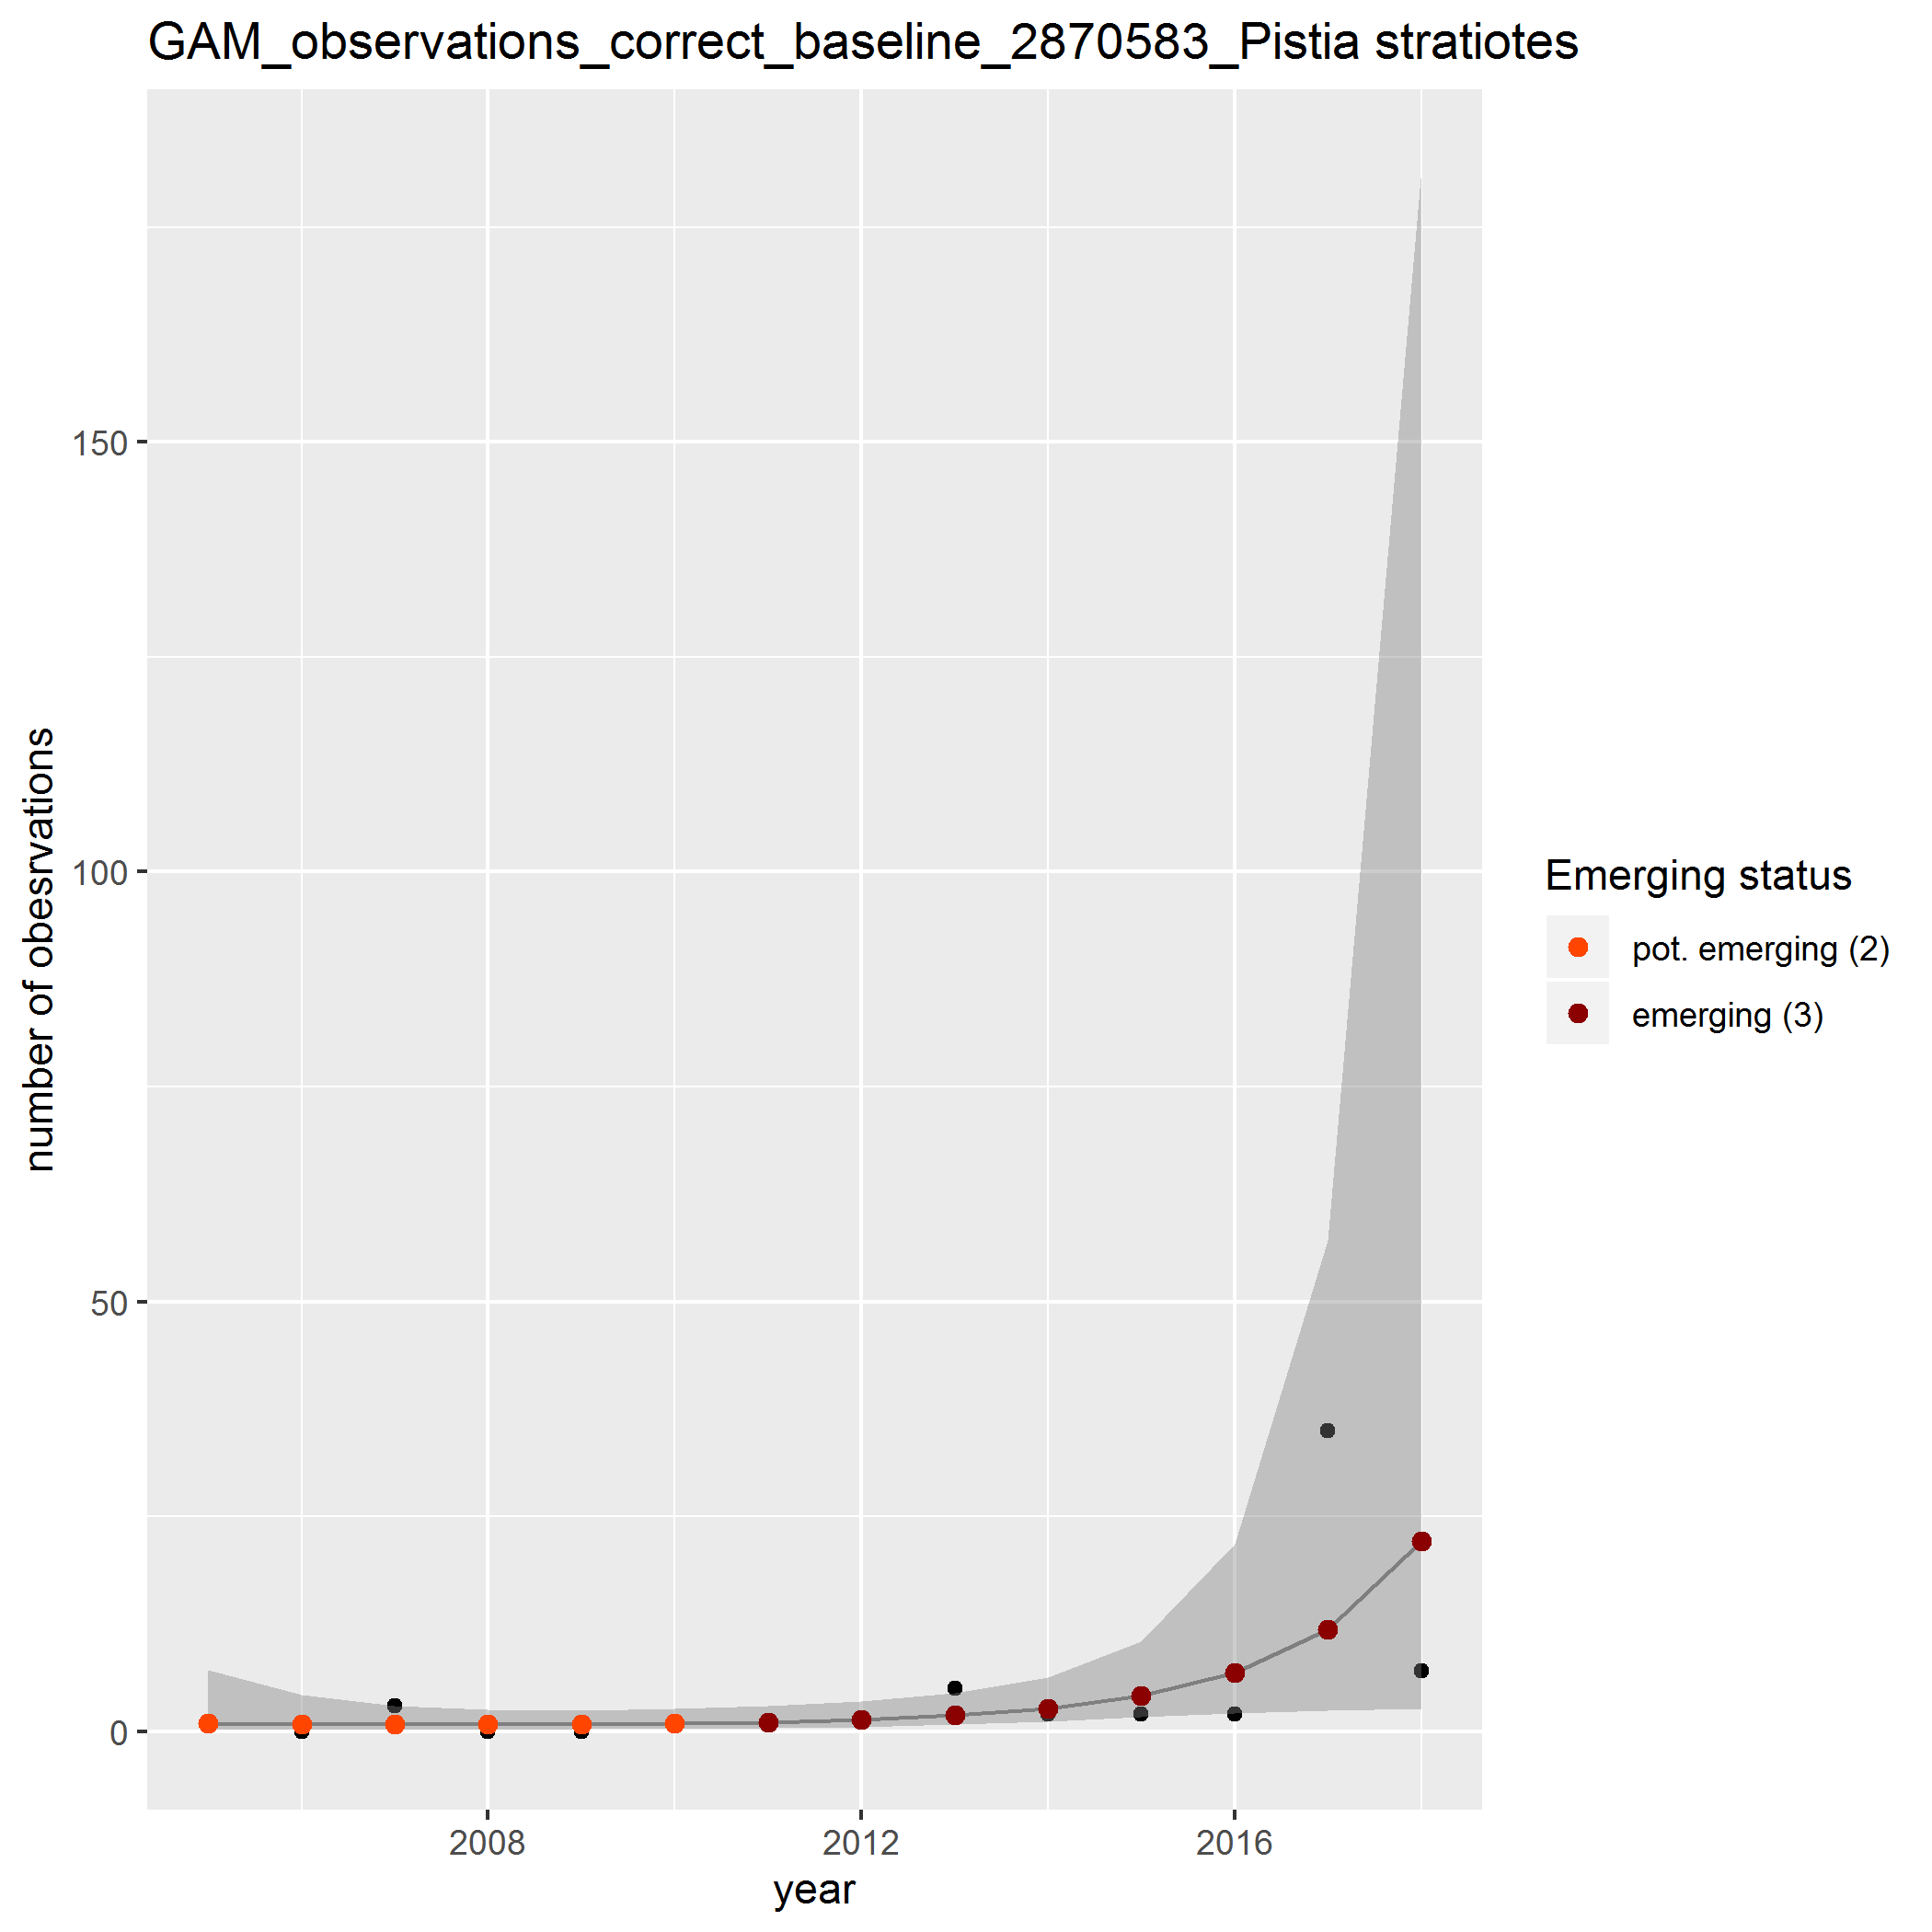 GAM_observations_correct_baseline_2870583_Pistia stratiotes
number of obesrvations
150
100
50
0
2008
2012
2016
year
Emerging status
pot. emerging (2)
emerging (3)